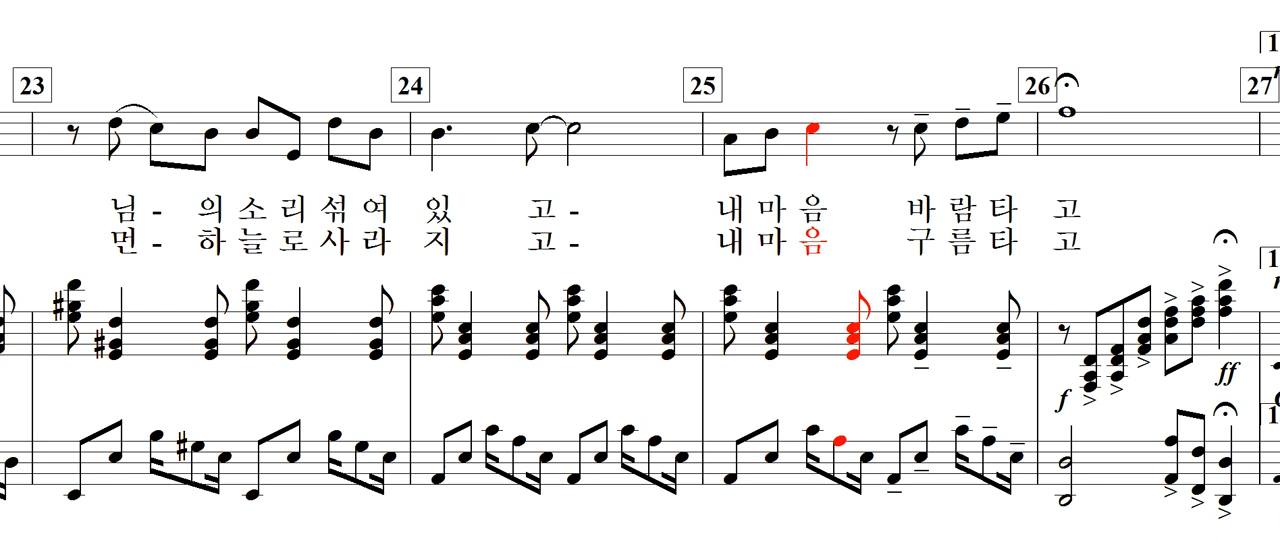 23 24 25 26 27
님 - 의 소 리 섞 여 있 고 - 내 마 음 바 람 타 고
먼 - 하 늘 로 사 라 지 고 - 내 마 음 구 름 타 고
f ff